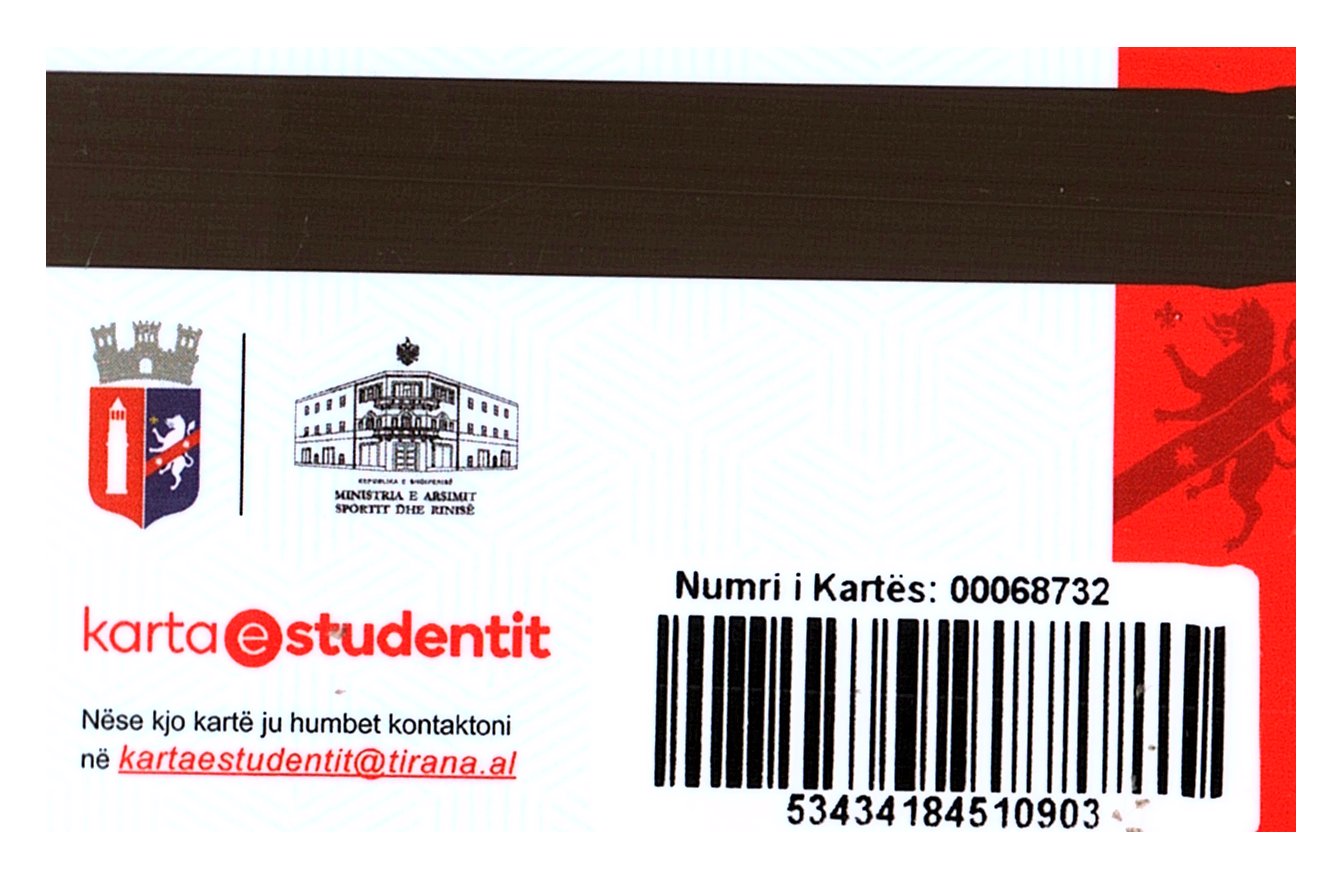 REPUBLIKA E SHQIPËRISË
MINISTRIA E ARSIMIT
SPORTIT DHE RINISË
karta e studentit
Nëse kjo kartë ju humbet kontaktoni
në kartaestudentit@tirana.al
Numri i Kartës: 00068732
53434184510903